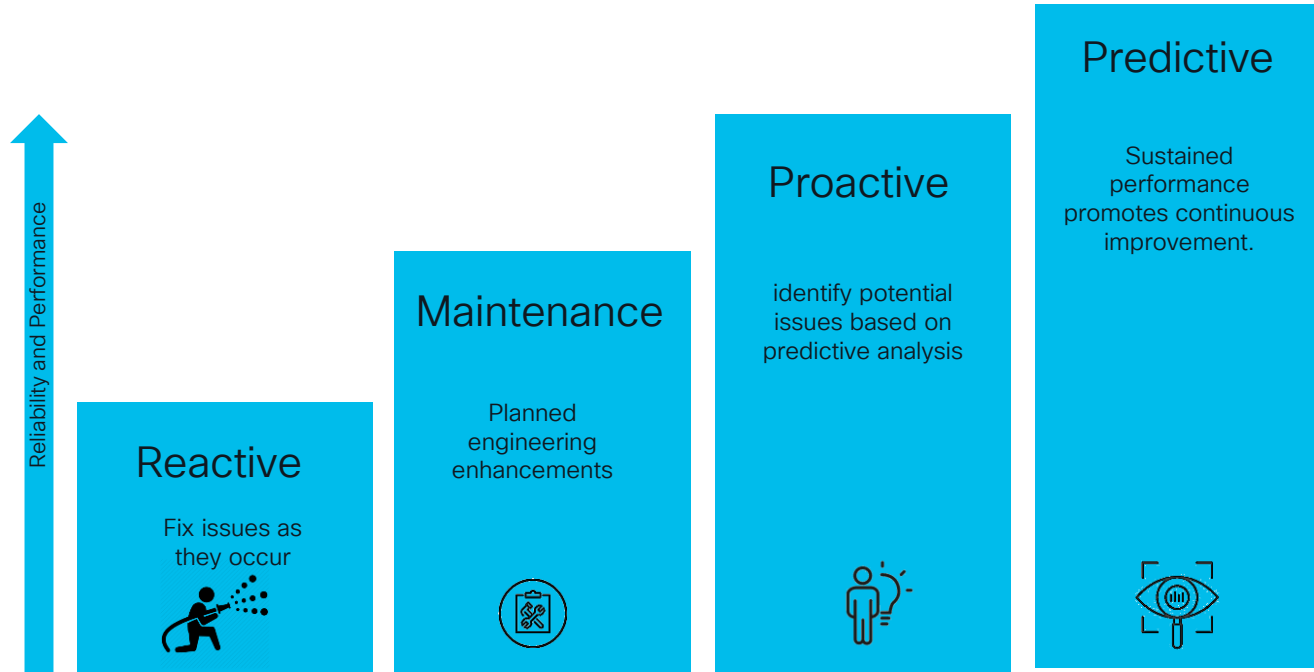 Reliability and Performance
Reactive
Fix issues as
they occur
Maintenance
Planned
engineering
enhancements
Proactive
identify potential
issues based on
predictive analysis
Predictive
Sustained
performance
promotes continuous
improvement.